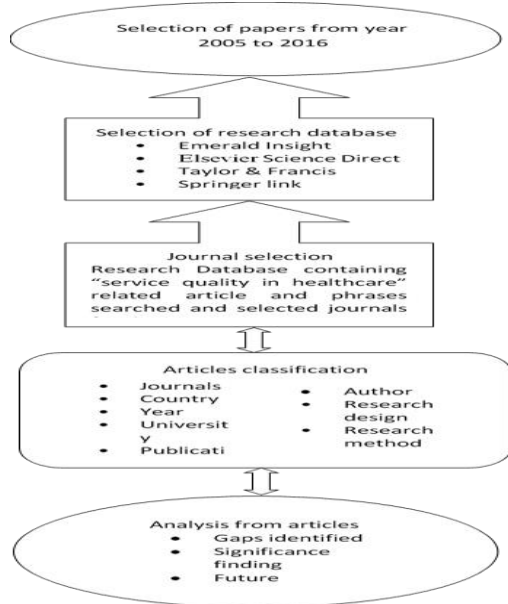 Selection of papers from year
2005 to 2016
Selection of research database
• Emerald Insight
• Elsevier Science Direct
• Taylor & Francis
• Springer link
Journal selection
Research Database containing
"service quality in healthcare"
related article and phrases
searched and selected journals
Articles classification
• Journals
• Country
• Year
• Universit
y
• Publicati
• Author
• Research
design
• Research
method
Analysis from articles
• Gaps identified
• Significance
finding
• Future